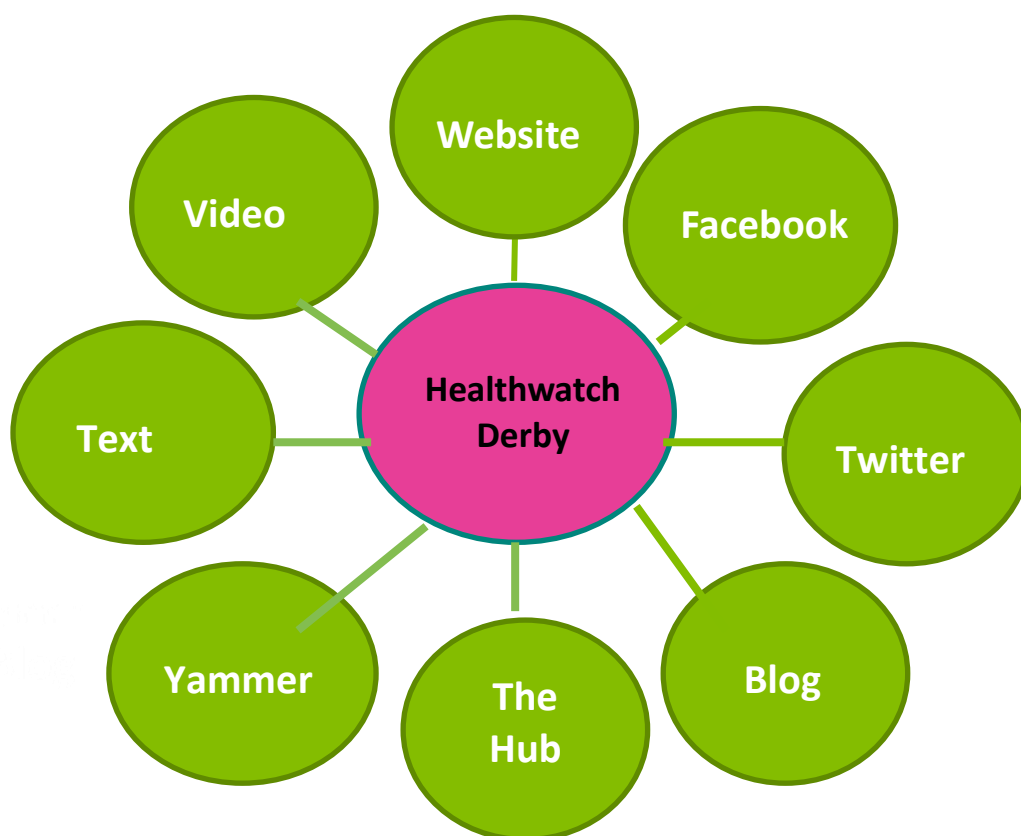 Website
Video
Facebook
Healthwatch
Derby
Text
Twitter
Yammer
The
Hub
Blog